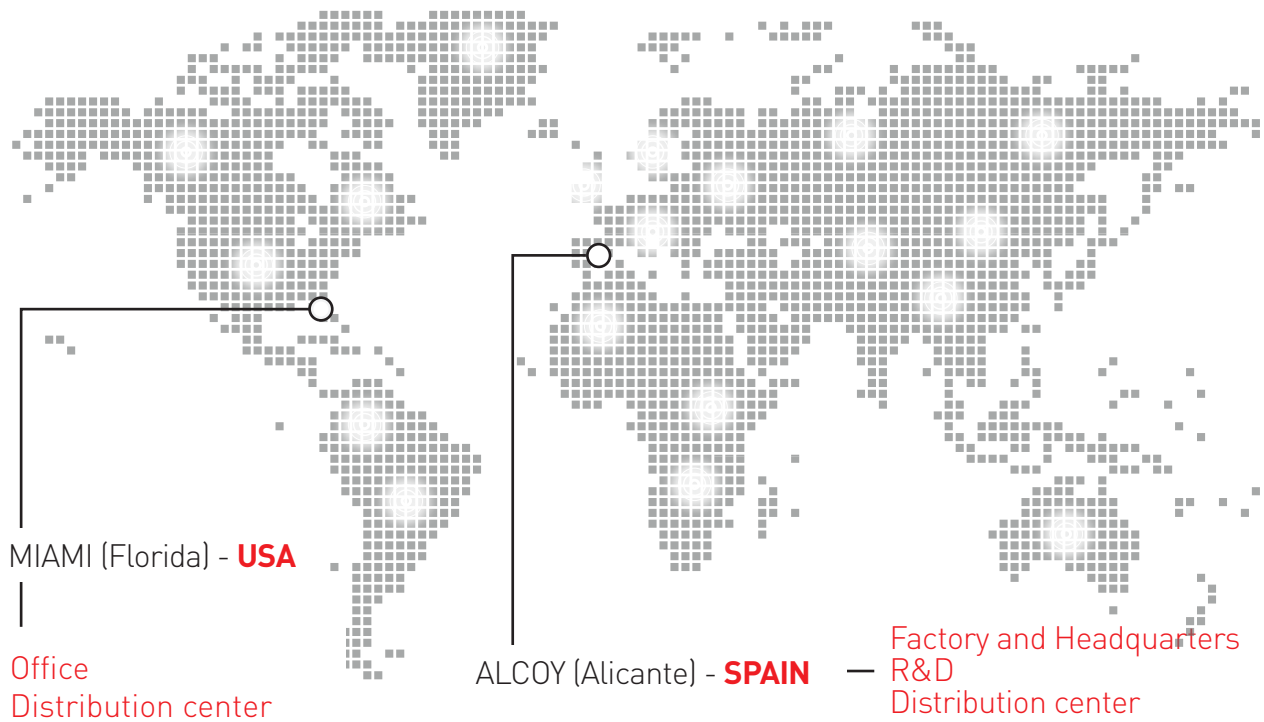 MIAMI (Florida) - USA
Office
Distribution center
ALCOY (Alicante) - SPAIN
Factory and Headquarters
R&D
Distribution center